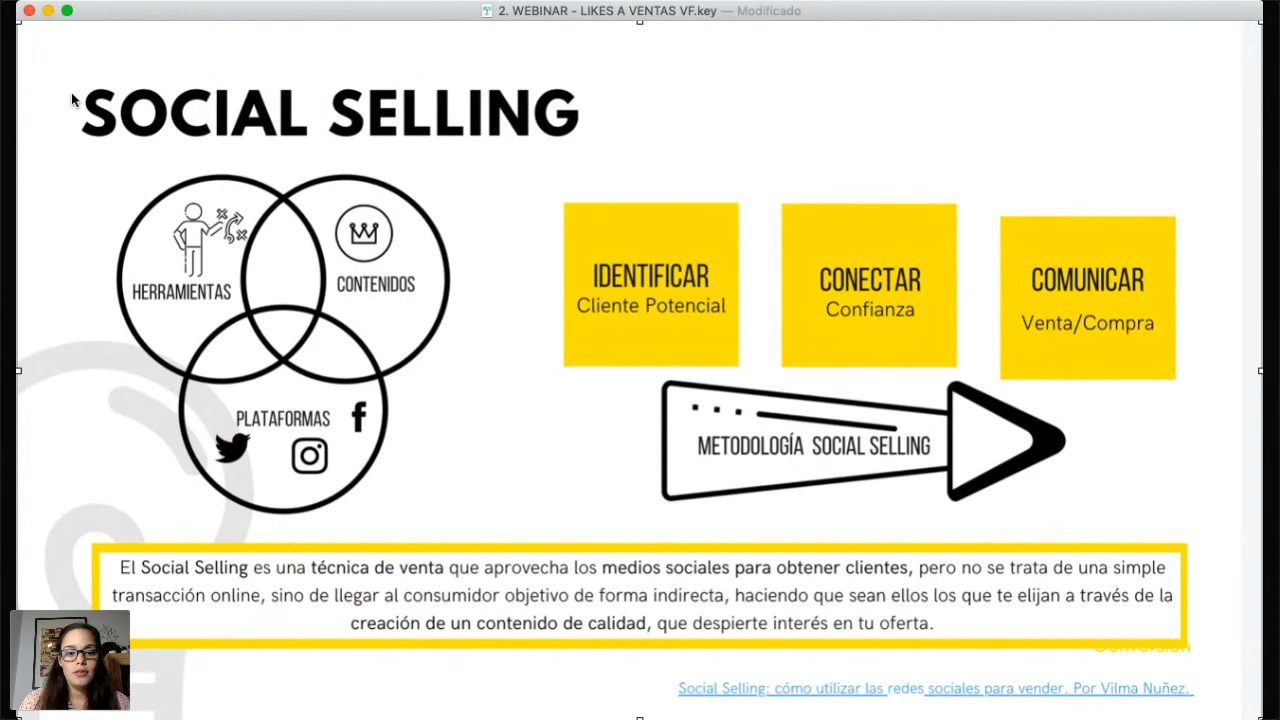 2. WEBINAR - LIKES A VENTAS VF.key — Modificado
SOCIAL SELLING
HERRAMIENTAS
CONTENIDOS
PLATAFORMAS
IDENTIFICAR
Cliente Potencial
CONECTAR
Confianza
COMUNICAR
Venta/Compra
METODOLOGÍA SOCIAL SELLING
El Social Selling es una técnica de venta que aprovecha los medios sociales para obtener clientes, pero no se trata de una simple
transacción online, sino de llegar al consumidor objetivo de forma indirecta, haciendo que sean ellos los que te elijan a través de la
creación de un contenido de calidad, que despierte interés en tu oferta.
Conversión
Social Selling: cómo utilizar las redes sociales para vender. Por Vilma Nuñez.